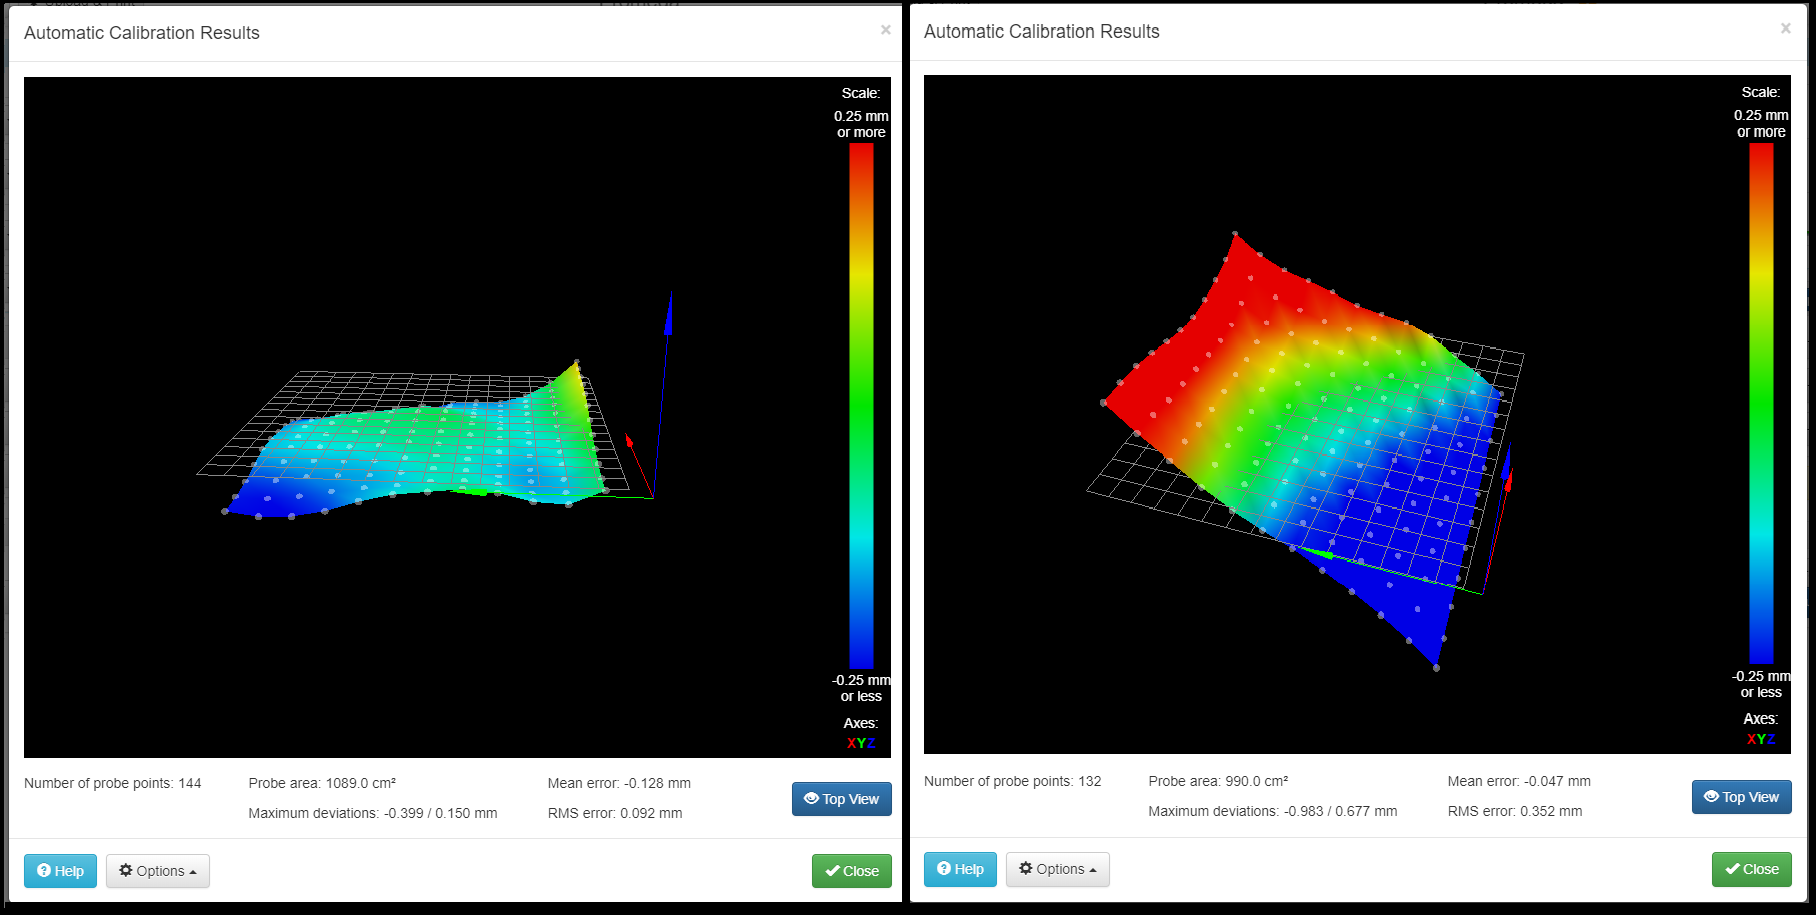 Automatic Calibration Results
×
Scale:
0.25 mm
or more
-0.25 mm
or less
Axes:
XYZ
Number of probe points: 144
Probe area: 1089.0 cm²
Maximum deviations: -0.399 / 0.150 mm
Mean error: -0.128 mm
RMS error: 0.092 mm
Top View
Help
Options
Close
Automatic Calibration Results
×
Scale:
0.25 mm
or more
-0.25 mm
or less
Axes:
XYZ
Number of probe points: 132
Probe area: 990.0 cm²
Maximum deviations: -0.983 / 0.677 mm
Mean error: -0.047 mm
RMS error: 0.352 mm
Top View
Help
Options
Close